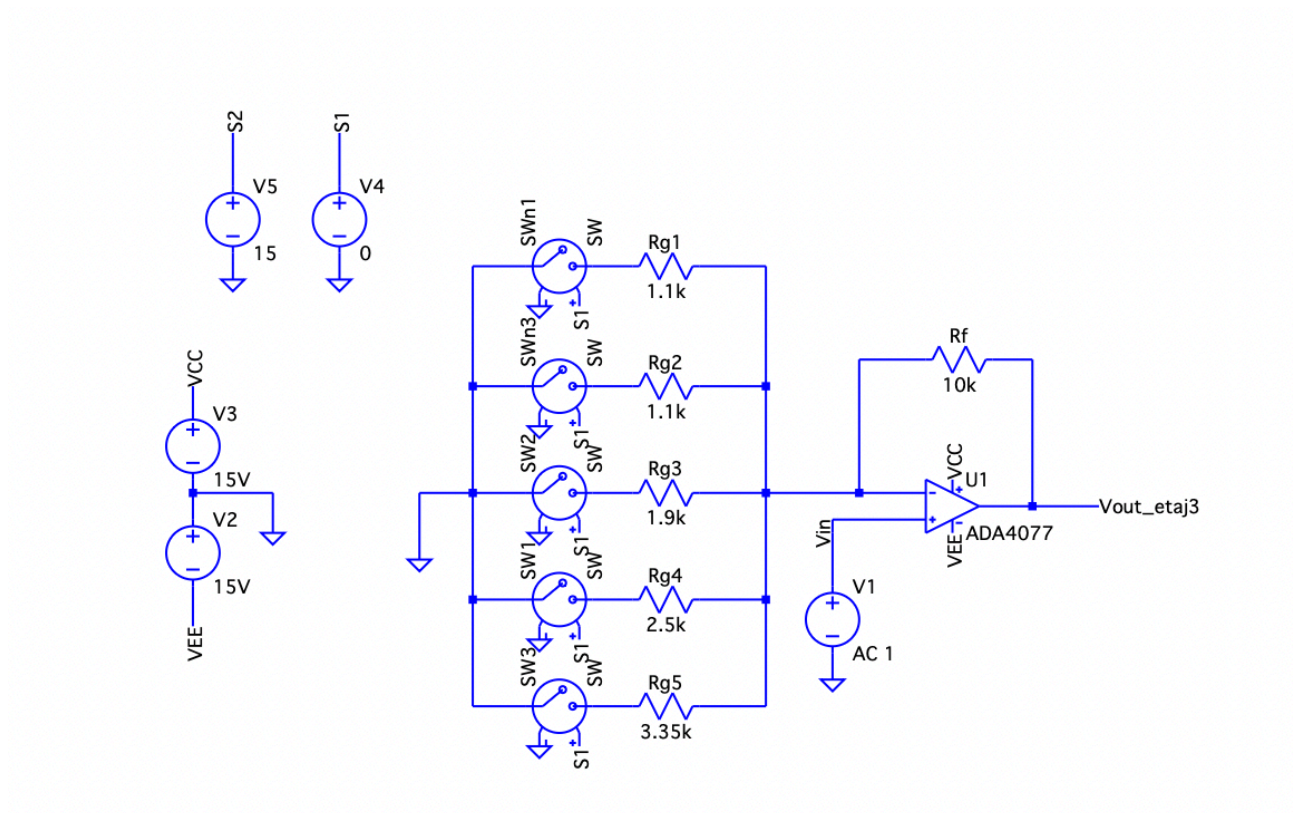 S2
V5
15
S1
V4
0
VCC
V3
15V
V2
15V
VEE
SWn1
SW
Rg1
1.1k
S1
SWn3
SW
Rg2
1.1k
S1
SW2
SW
Rg3
1.9k
S1
SW1
SW
Rg4
2.5k
S1
SW3
SW
Rg5
3.35k
S1
Rf
10k
VCC
U1
ADA4077
VEE
Vout_etaj3
Vin
V1
AC 1